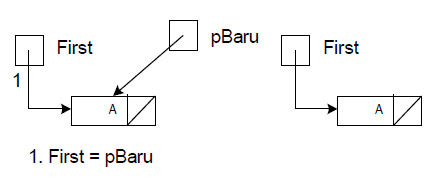 First
pBaru
First
1
A
A
1. First = pBaru